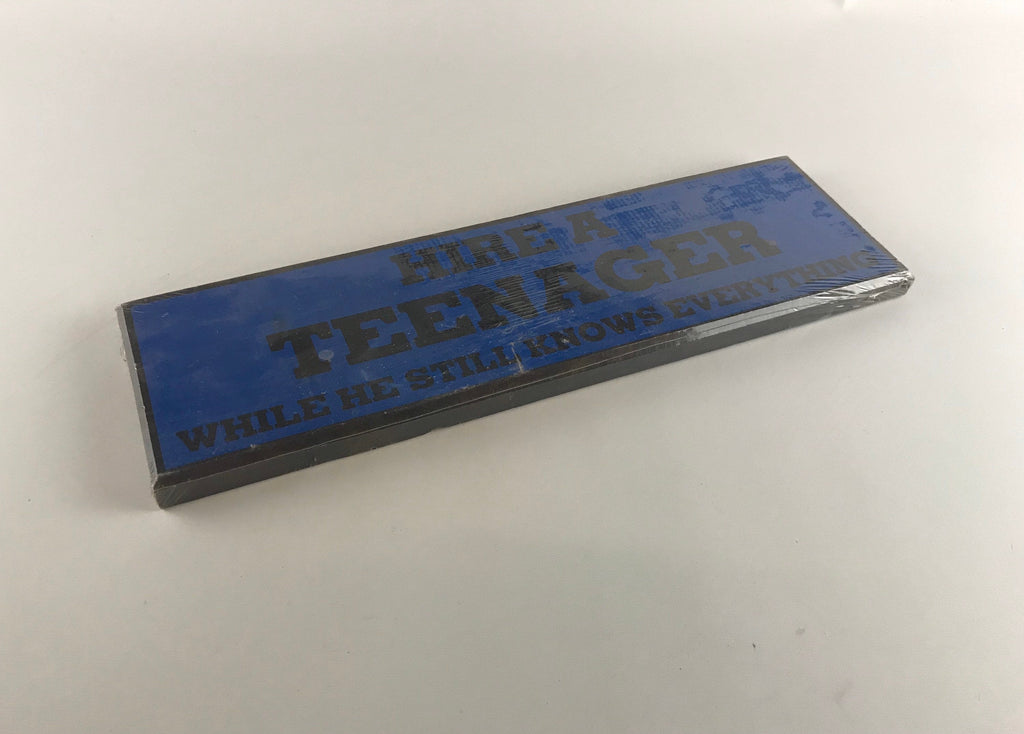 HIRE A
TEENAGER
WHILE HE STILL KNOWS EVERYTHING